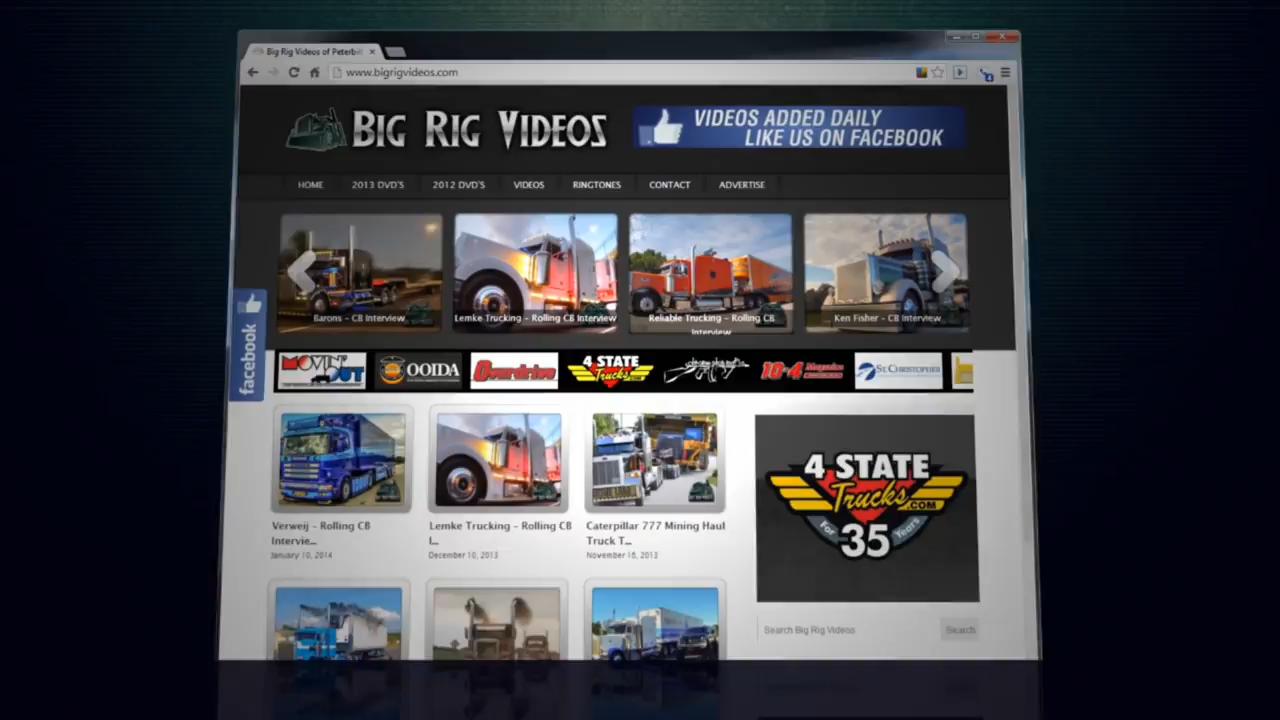 Big Rig Videos of Peterbil
www.bigrigvideos.com
BIG RIG VIDEOS
VIDEOS ADDED DAILY
LIKE US ON FACEBOOK
HOME
2013 DVD'S
2012 DVD'S
VIDEOS
RINGTONES
CONTACT
ADVERTISE
Barons - CB Interview
Lemke Trucking - Rolling CB Interview
Reliable Trucking - Rolling CB
Interview
Ken Fisher - CB Interview
facebook
MOVIN' OUT
OOIDA
Overdrive
4 STATE
Trucks.COM
10-4 Magazine
ST. CHRISTOPHER
Verweij - Rolling CB
Intervie...
January 10, 2014
Lemke Trucking - Rolling CB
I...
December 10, 2013
Caterpillar 777 Mining Haul
Truck T...
November 18, 2013
4 STATE
Trucks.COM
For 35 Years
Search Big Rig Videos
Search